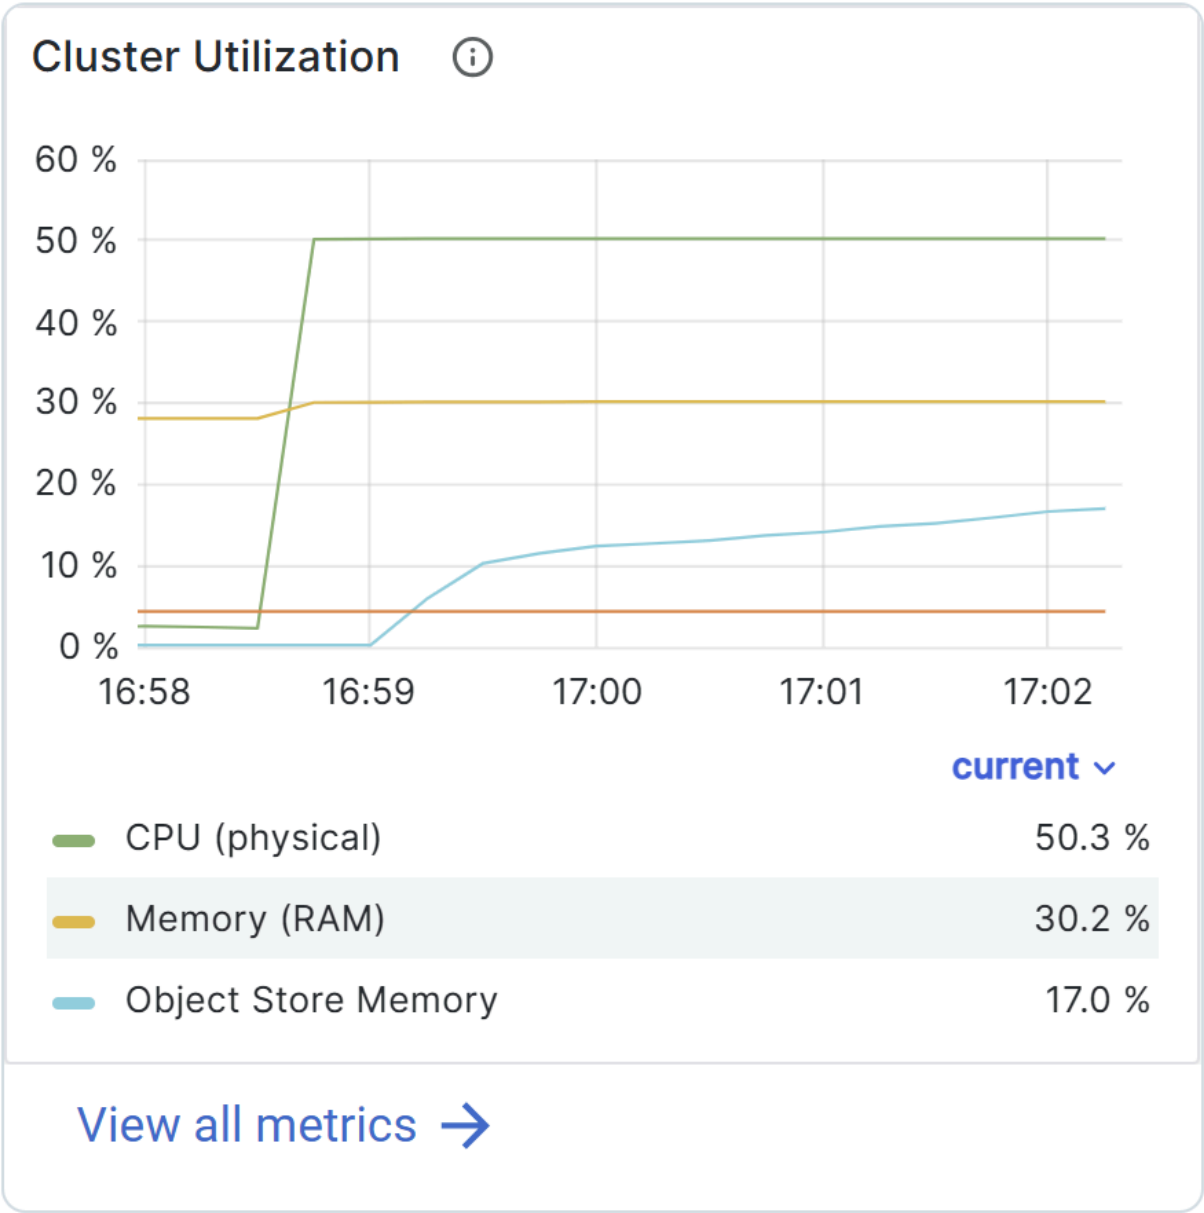 Cluster Utilization
60 %
50 %
40 %
30 %
20 %
10 %
0 %
16:58 16:59 17:00 17:01 17:02
current
CPU (physical) 50.3 %
Memory (RAM) 30.2 %
Object Store Memory 17.0 %
View all metrics →